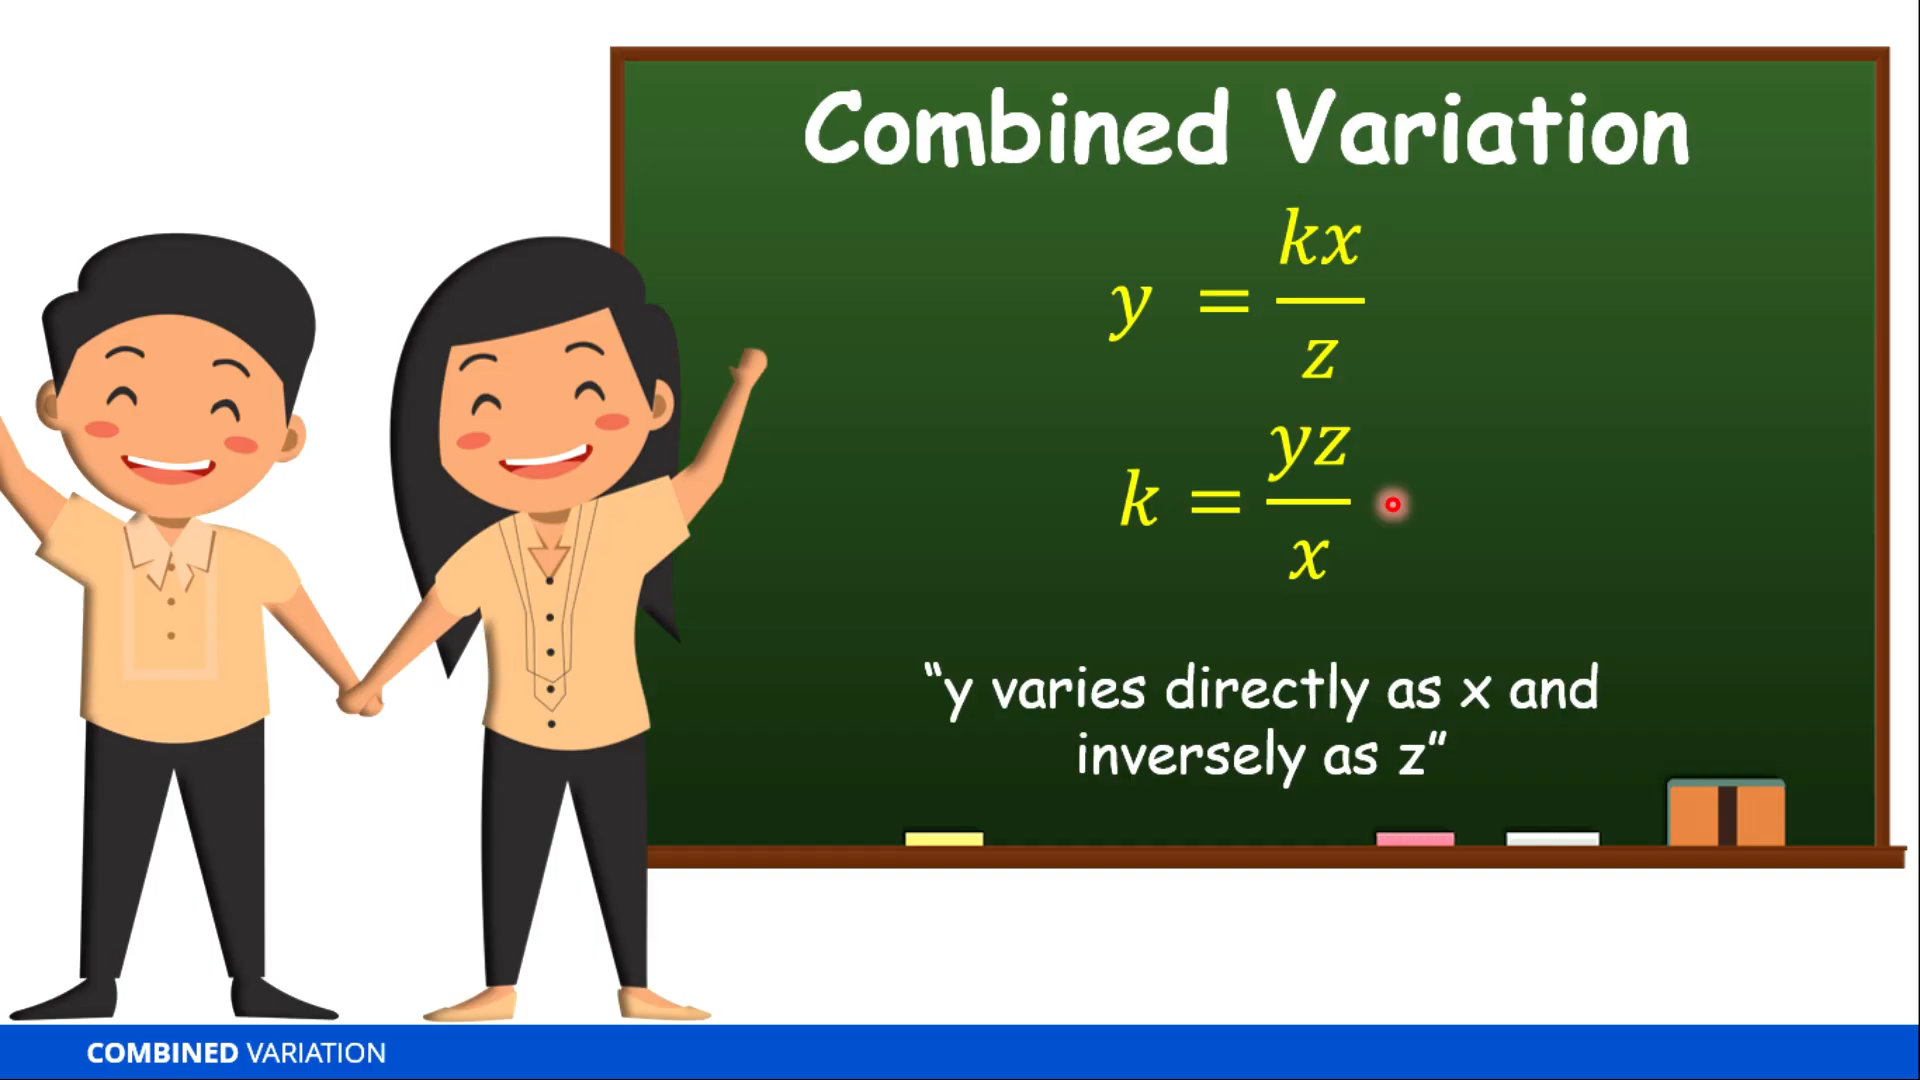 Combined Variation
y = kx/z
k = yz/x
“y varies directly as x and
inversely as z”
COMBINED VARIATION